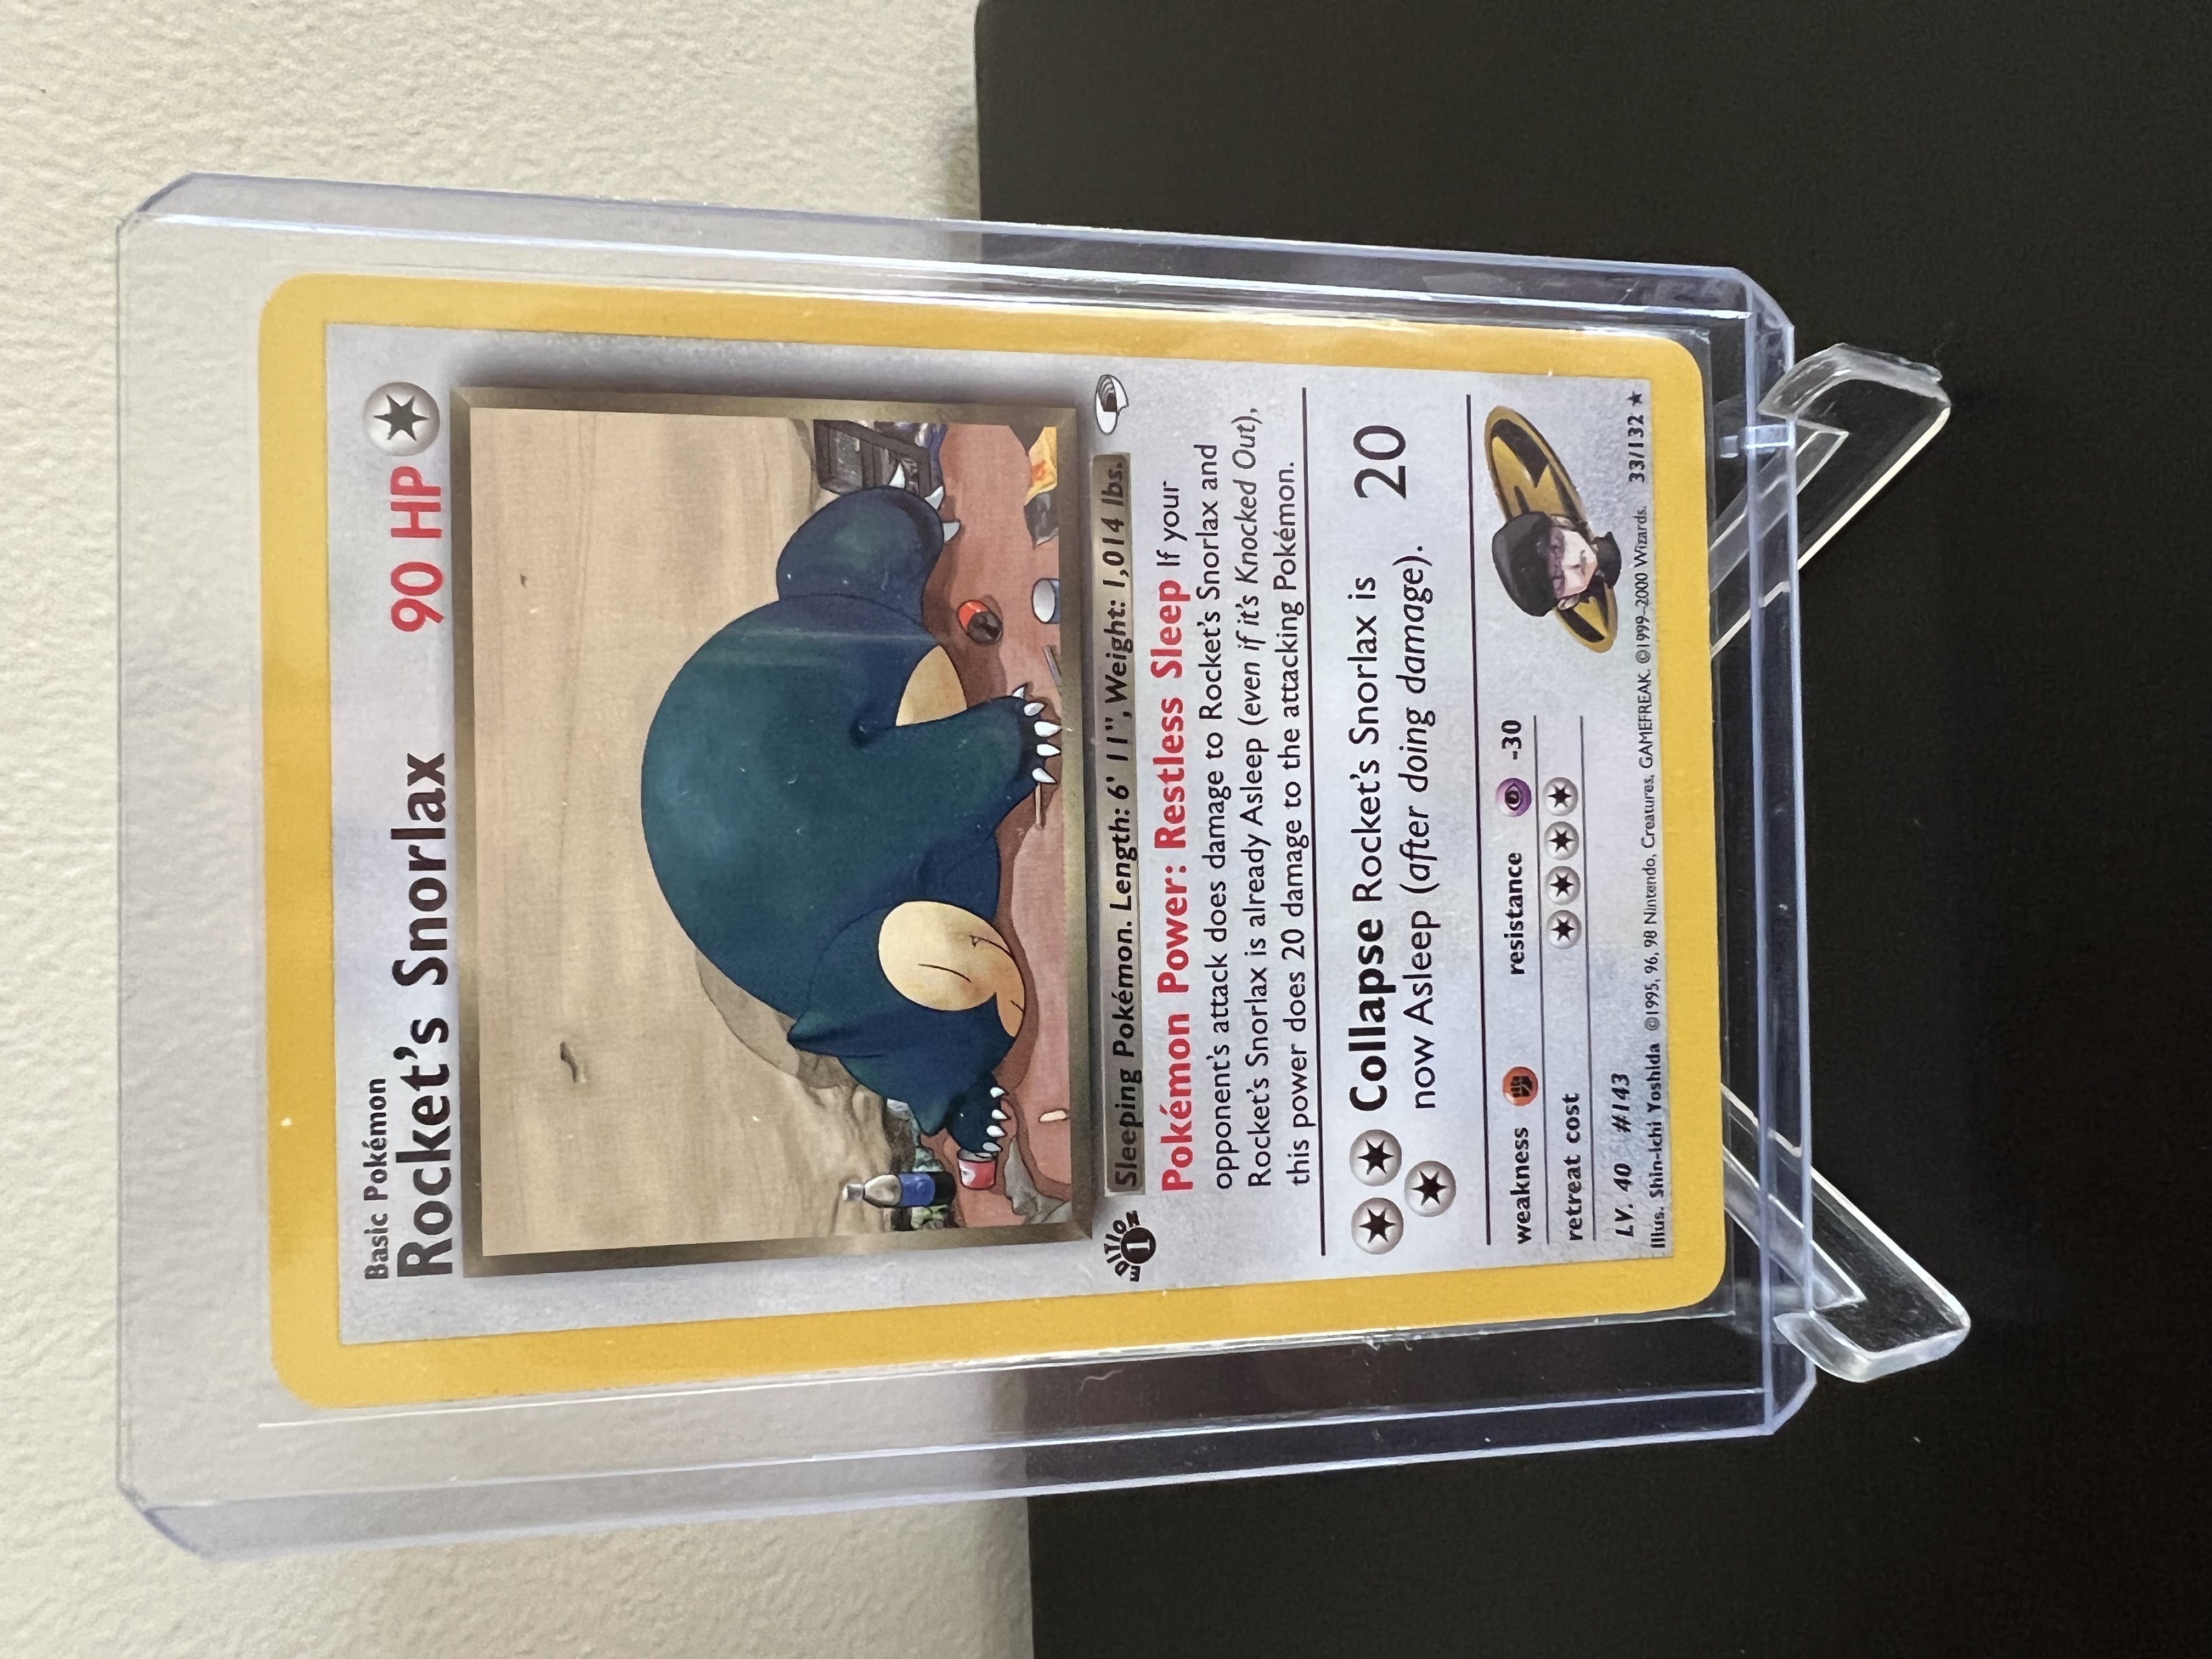 Basic Pokémon
Rocket's Snorlax 90 HP
EDITION 1
Sleeping Pokémon. Length: 6' 11", Weight: 1,014 lbs.
Pokémon Power: Restless Sleep If your
opponent's attack does damage to Rocket's Snorlax and
Rocket's Snorlax is already Asleep (even if it's Knocked Out),
this power does 20 damage to the attacking Pokémon.
Collapse Rocket's Snorlax is
now Asleep (after doing damage).
20
weakness resistance -30
retreat cost
LV. 40 #143
Illus. Shin-ichi Yoshida ©1995, 96, 98 Nintendo, Creatures, GAMEFREAK. ©1999–2000 Wizards. 33/132 ★